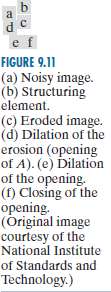 a b
d c
e f
FIGURE 9.11
(a) Noisy image.
(b) Structuring
element.
(c) Eroded image.
(d) Dilation of the
erosion (opening
of A). (e) Dilation
of the opening.
(f) Closing of the
opening.
(Original image
courtesy of the
National Institute
of Standards and
Technology.)